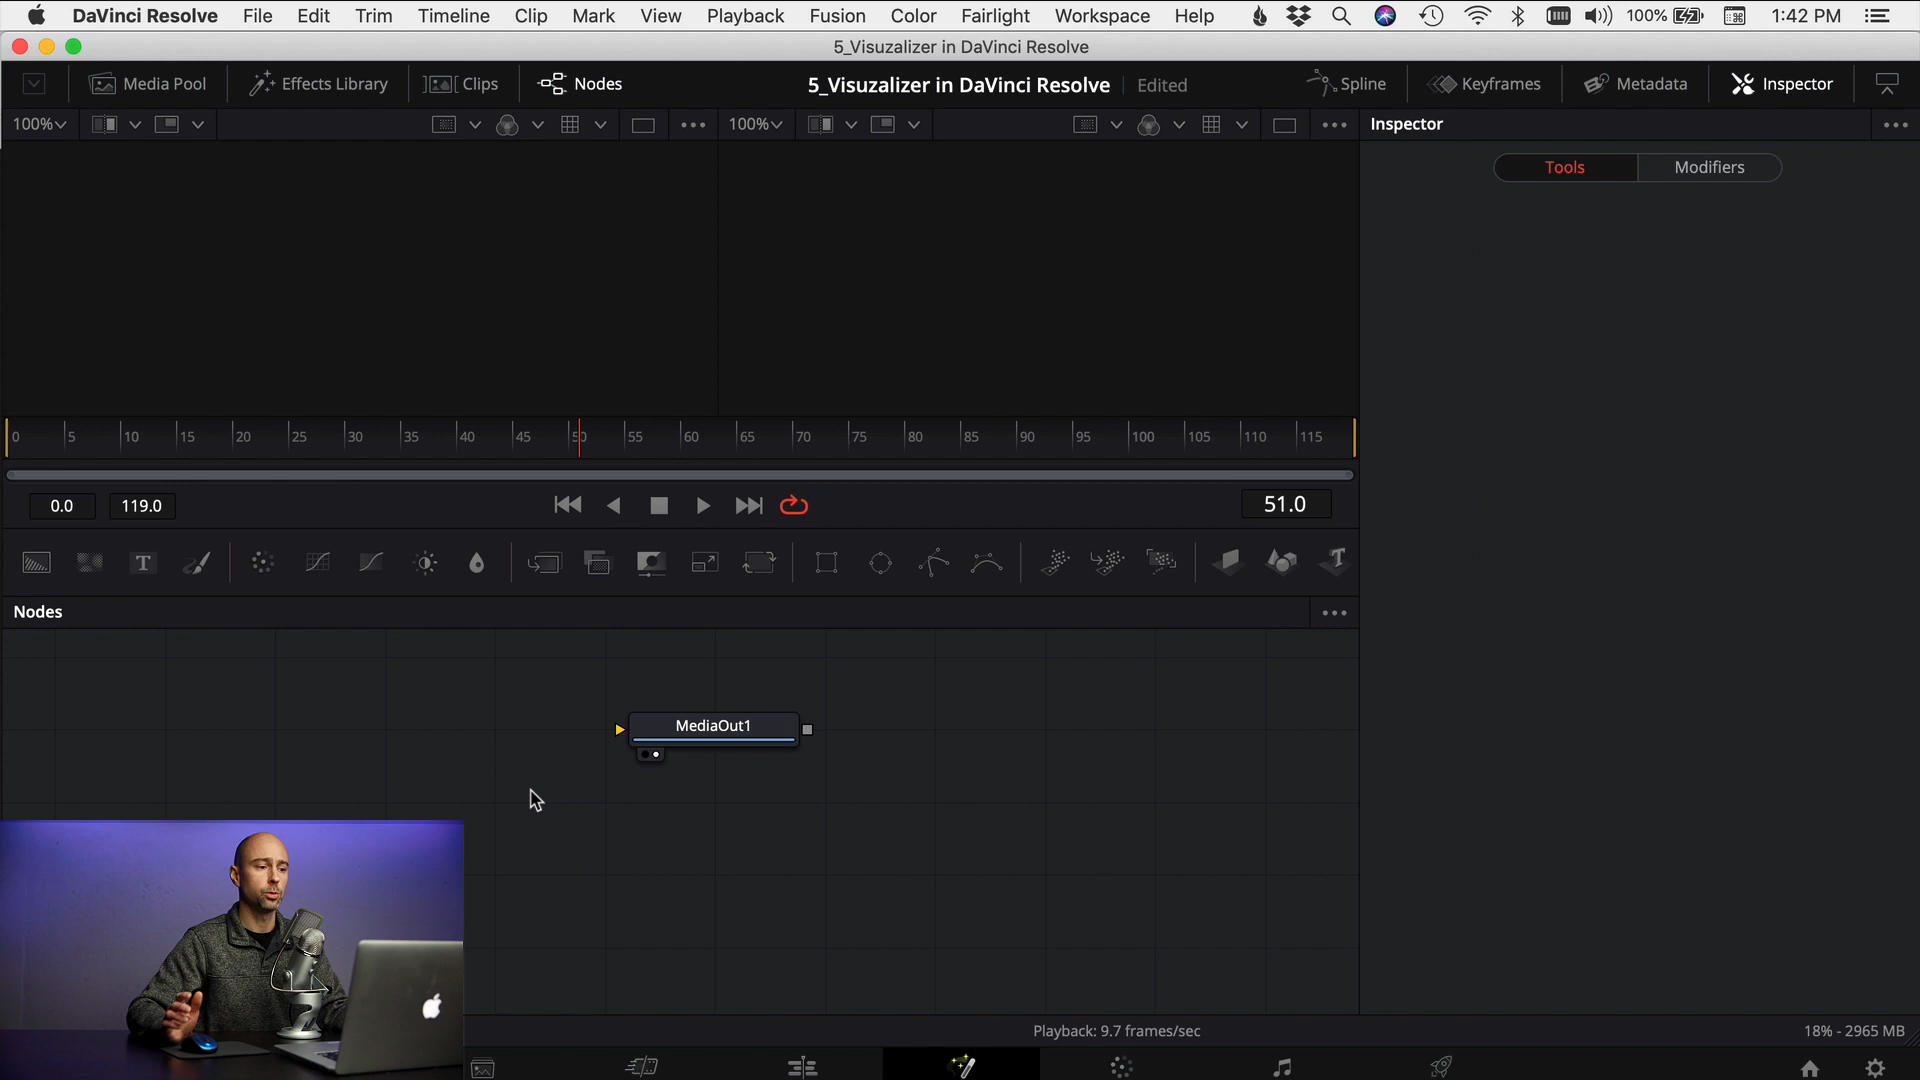 DaVinci Resolve File Edit Trim Timeline Clip Mark View Playback Fusion Color Fairlight Workspace Help 100% 1:42 PM
5_Visuzalizer in DaVinci Resolve
Media Pool Effects Library Clips Nodes 5_Visuzalizer in DaVinci Resolve Edited Spline Keyframes Metadata Inspector
100% 100% Inspector
Tools Modifiers
0 5 10 15 20 25 30 35 40 45 50 55 60 65 70 75 80 85 90 95 100 105 110 115
0.0 119.0 51.0
T T
Nodes
MediaOut1
Playback: 9.7 frames/sec 18% - 2965 MB